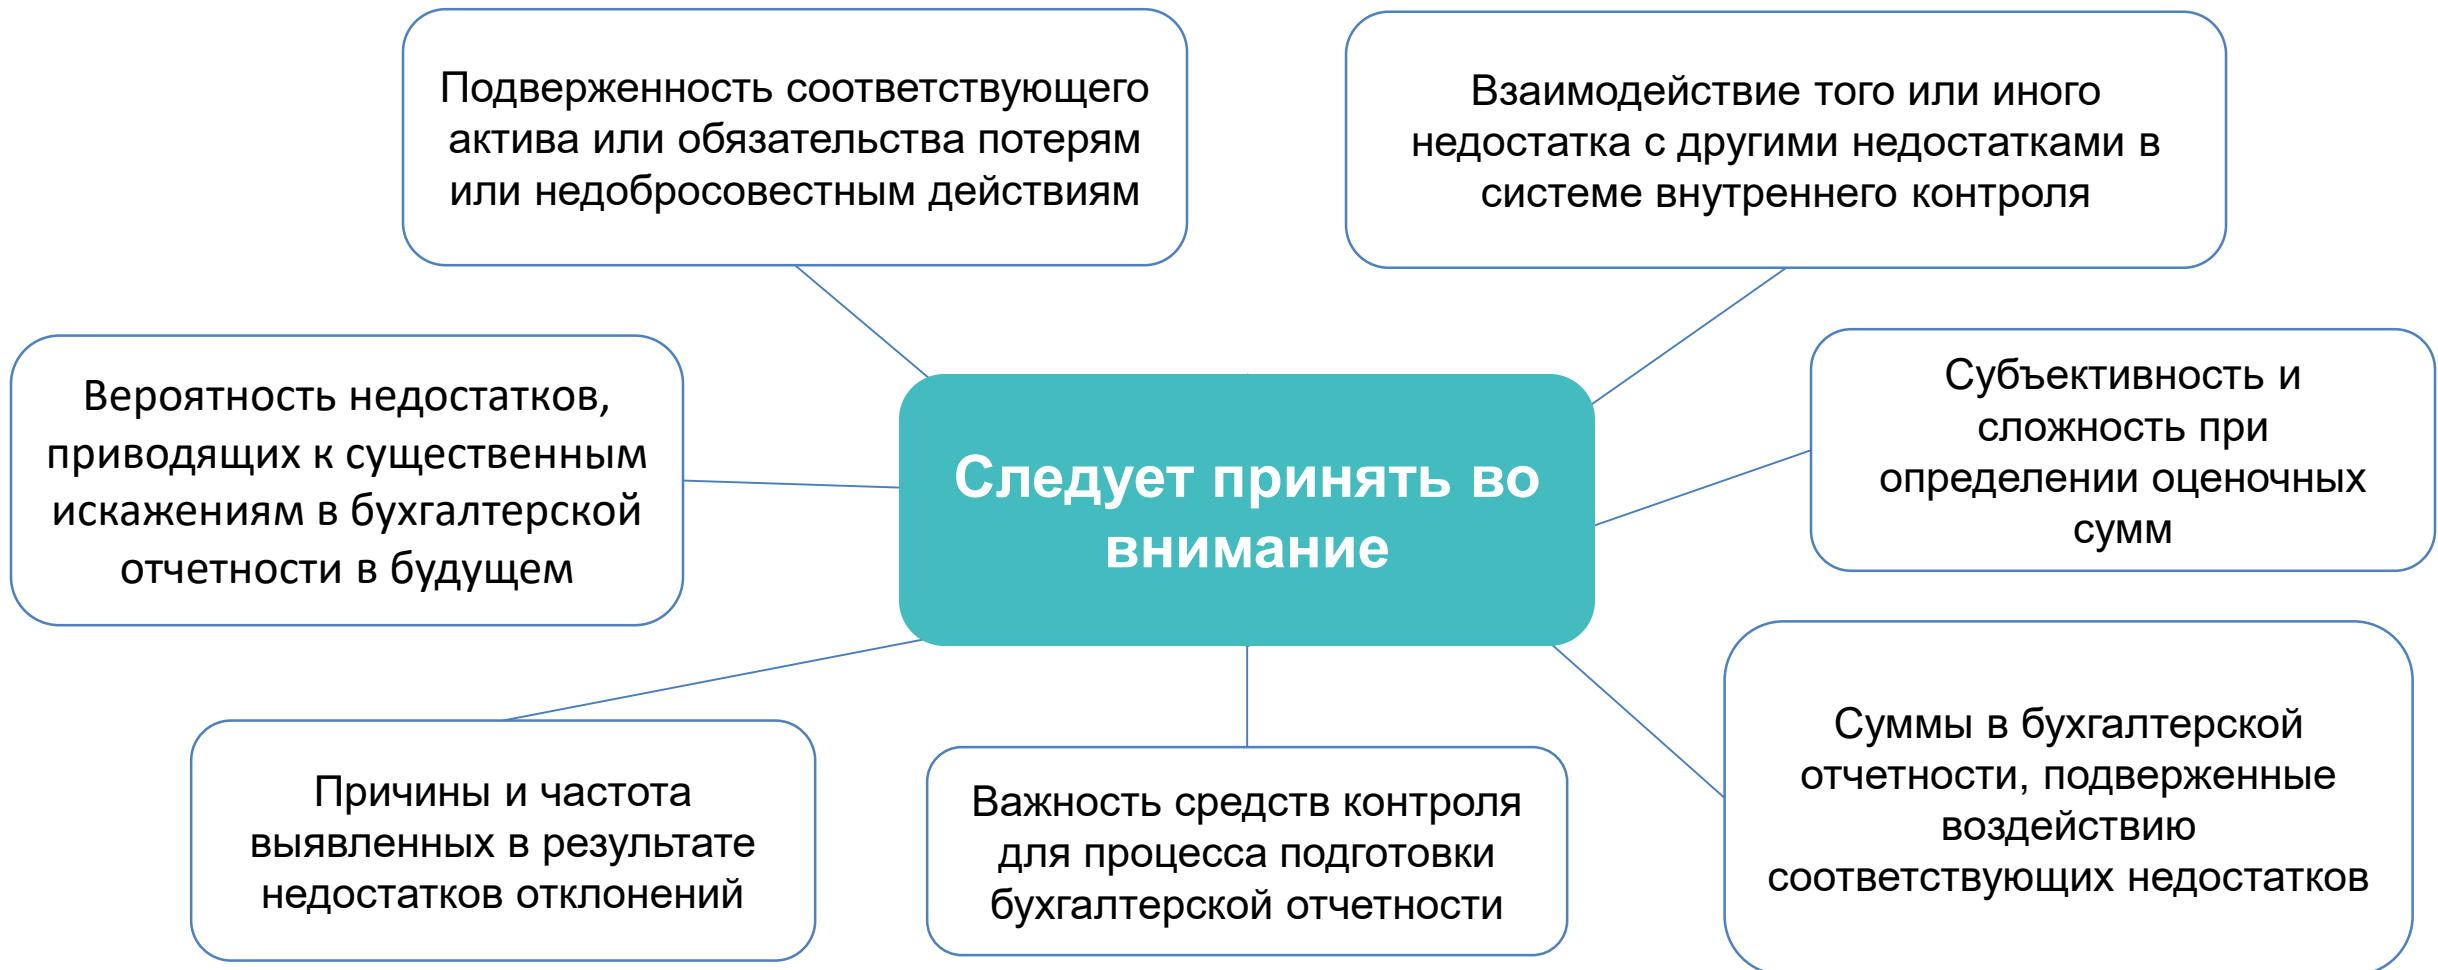 Подверженность соответствующего
актива или обязательства потерям
или недобросовестным действиям
Взаимодействие того или иного
недостатка с другими недостатками в
системе внутреннего контроля
Вероятность недостатков,
приводящих к существенным
искажениям в бухгалтерской
отчетности в будущем
Следует принять во
внимание
Субъективность и
сложность при
определении оценочных
сумм
Причины и частота
выявленных в результате
недостатков отклонений
Важность средств контроля
для процесса подготовки
бухгалтерской отчетности
Суммы в бухгалтерской
отчетности, подверженные
воздействию
соответствующих недостатков